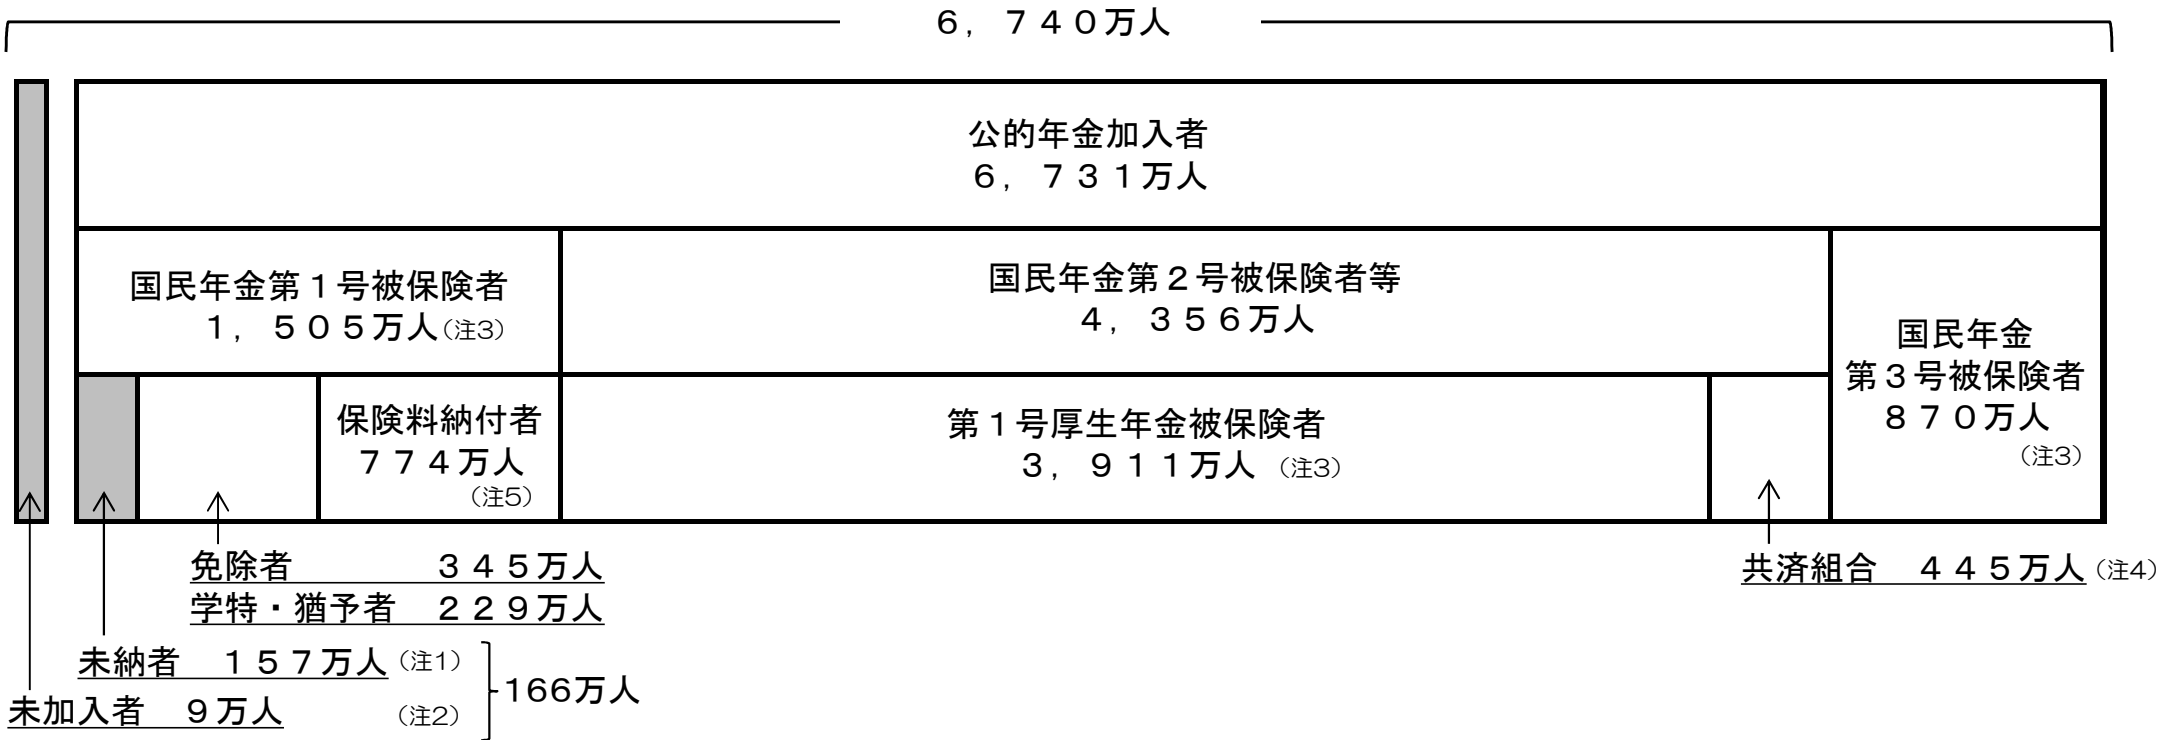 ６，７４０万人
公的年金加入者
６，７３１万人
国民年金第１号被保険者
１，５０５万人（注3）
国民年金第２号被保険者等
４，３５６万人
国民年金
第３号被保険者
８７０万人
（注3）
保険料納付者
７７４万人
（注5）
第１号厚生年金被保険者
３，９１１万人（注3）
免除者　３４５万人
学特・猶予者　２２９万人
共済組合　４４５万人（注4）
未納者　１５７万人（注1）
未加入者　９万人（注2）
166万人